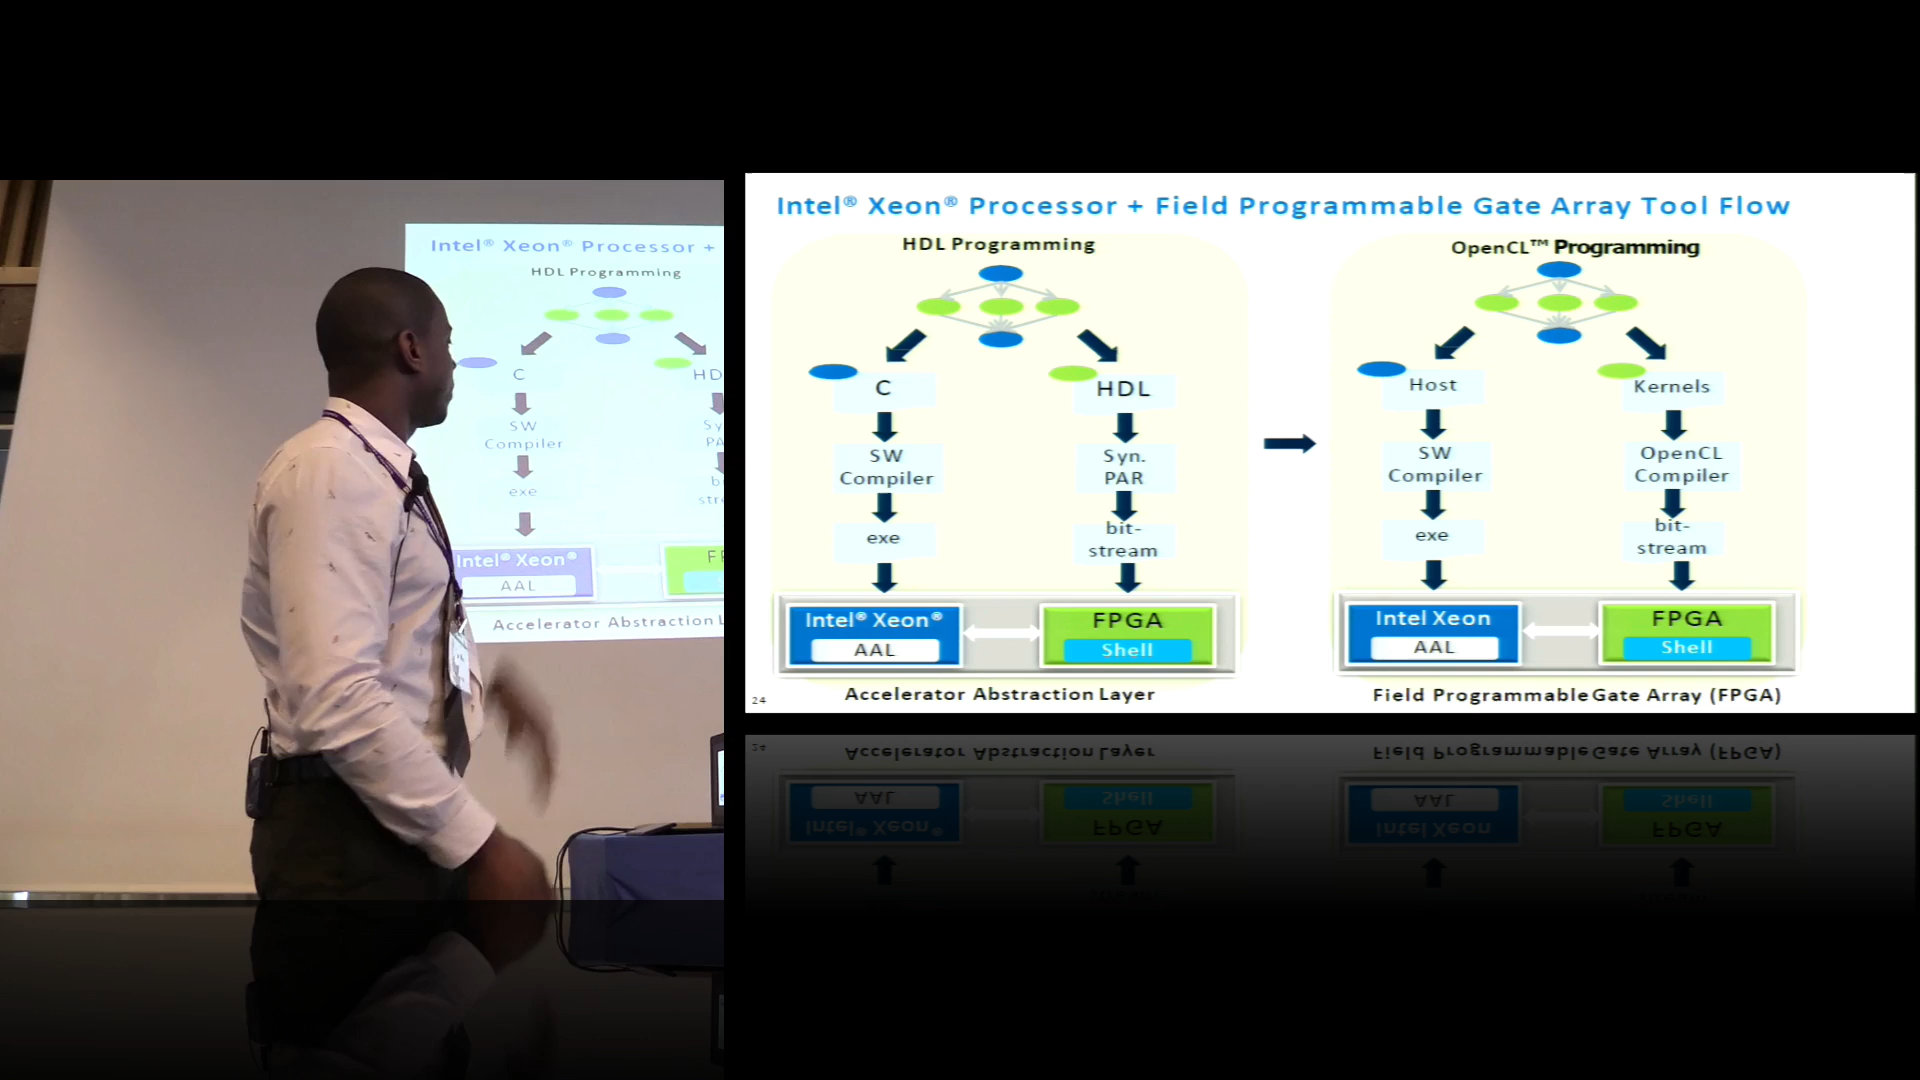 Intel® Xeon® Processor +
HDL Programming
C
SW
Compiler
exe
Intel® Xeon®
AAL
Accelerator Abstraction
Intel® Xeon® Processor + Field Programmable Gate Array Tool Flow
HDL Programming
C
HDL
SW
Compiler
Syn.
PAR
exe
bit-
stream
Intel® Xeon®
AAL
FPGA
Shell
Accelerator Abstraction Layer
OpenCL™ Programming
Host
Kernels
SW
Compiler
OpenCL
Compiler
exe
bit-
stream
Intel Xeon
AAL
FPGA
Shell
Field Programmable Gate Array (FPGA)
24